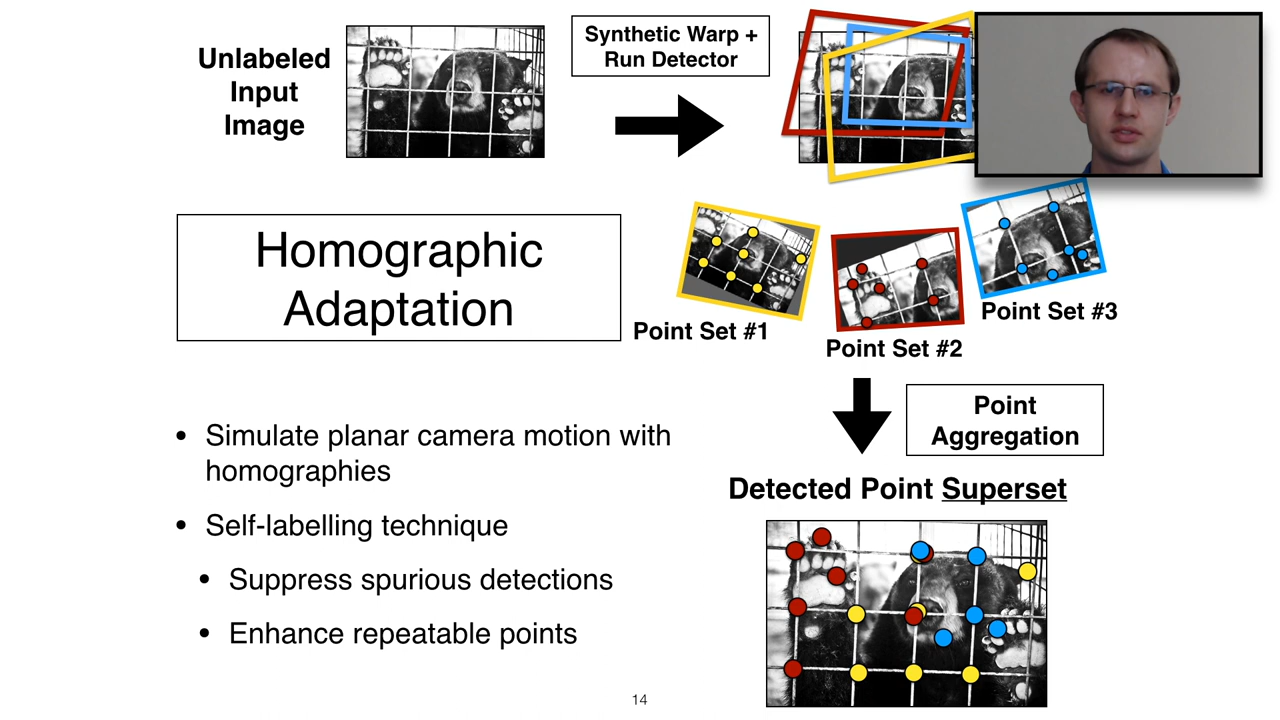 Unlabeled
Input
Image
Synthetic Warp +
Run Detector
Homographic
Adaptation
Point Set #1
Point Set #2
Point Set #3
Point
Aggregation
• Simulate planar camera motion with
homographies
• Self-labelling technique
• Suppress spurious detections
• Enhance repeatable points
Detected Point Superset
14